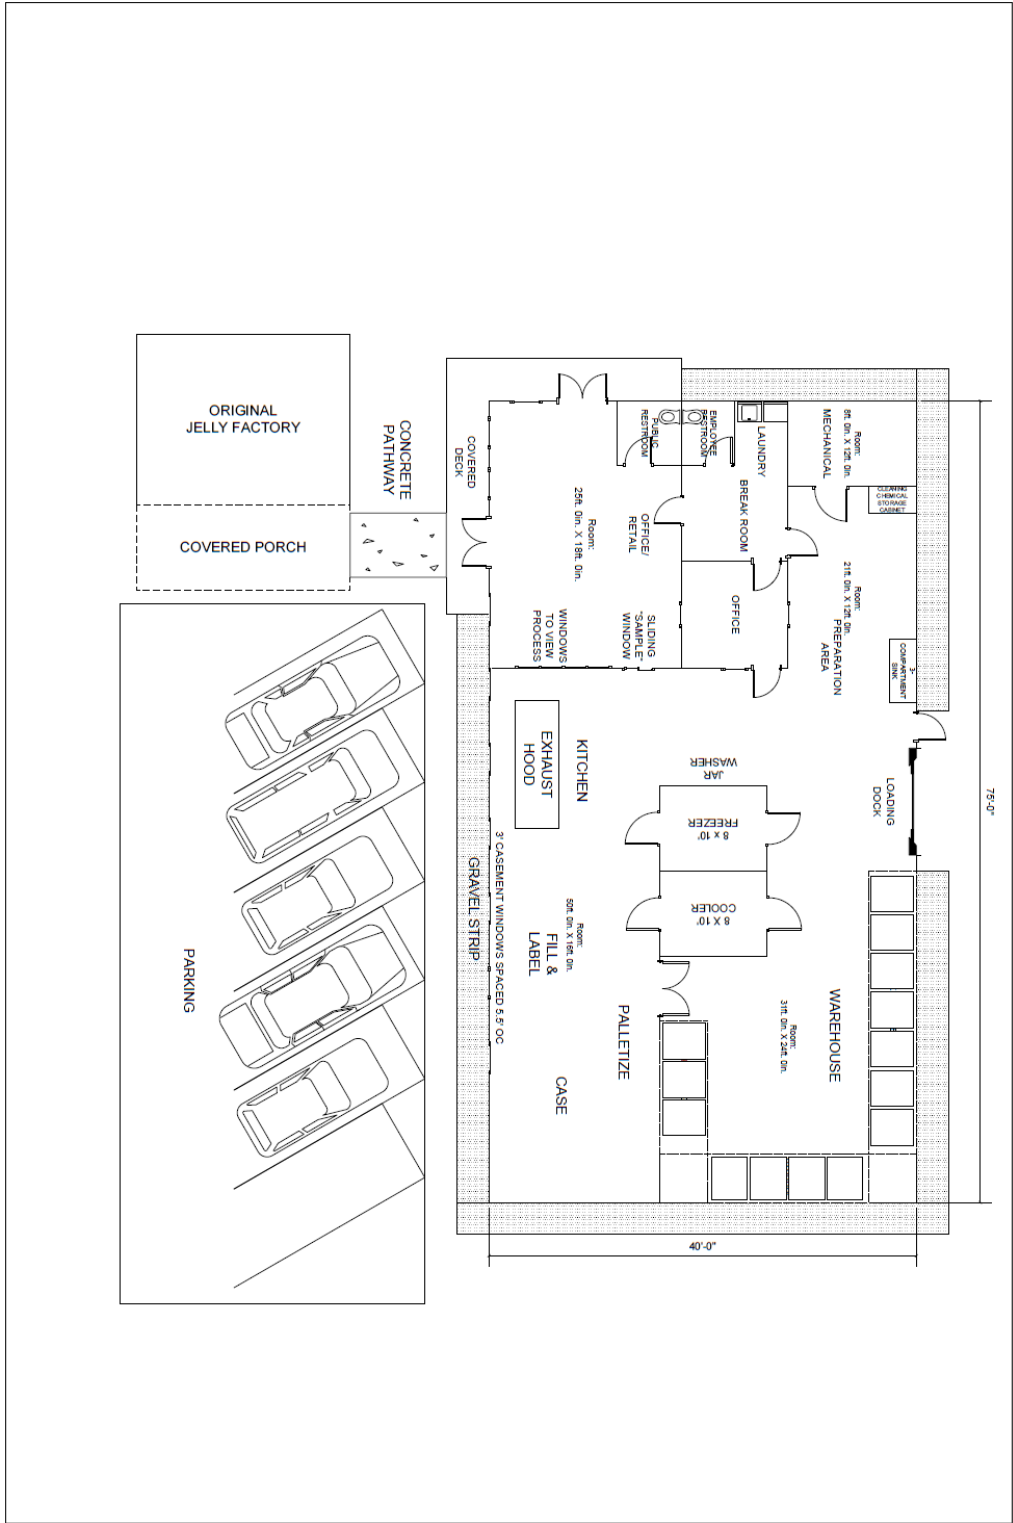 ORIGINAL
JELLY FACTORY
COVERED PORCH
CONCRETE
PATHWAY
COVERED
DECK
PARKING
GRAVEL STRIP
3' CASEMENT WINDOWS SPACED 5.5' OC
Room:
25ft. 0in. X 18ft. 0in.
OFFICE/
RETAIL
WINDOWS
TO VIEW
PROCESS
SLIDING
"SAMPLE"
WINDOW
PUBLIC
RESTROOM
EMPLOYEE
RESTROOM
LAUNDRY
BREAK ROOM
OFFICE
Room:
8ft. 0in. X 12ft. 0in.
MECHANICAL
CLEANING
CHEMICAL
STORAGE
CABINET
Room:
21ft. 0in. X 12ft. 0in.
PREPARATION
AREA
3-
COMPARTMENT
SINK
LOADING
DOCK
75'-0"
KITCHEN
EXHAUST
HOOD
JAR
WASHER
8 x 10'
FREEZER
8 X 10'
COOLER
Room:
50ft. 0in. X 16ft. 0in.
FILL &
LABEL
PALLETIZE
CASE
Room:
31ft. 0in. X 24ft. 0in.
WAREHOUSE
40'-0"